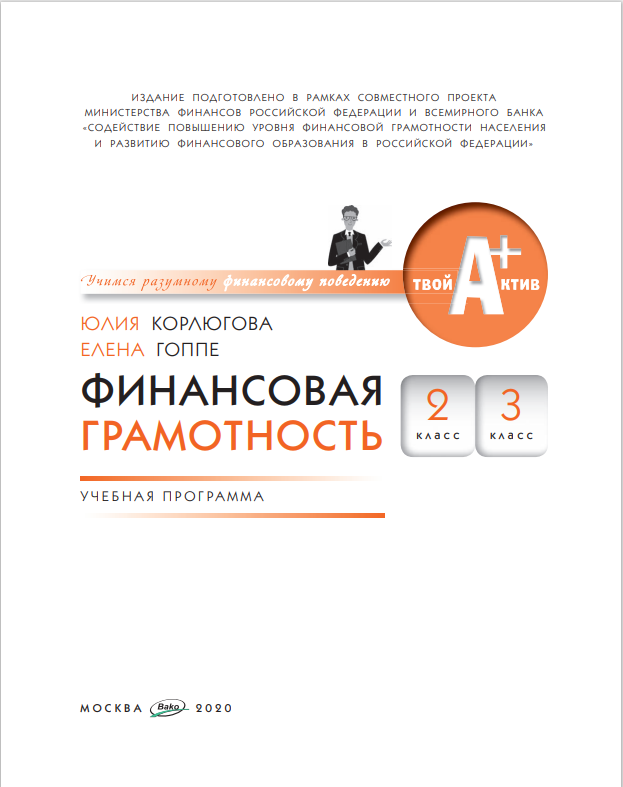 ИЗДАНИЕ ПОДГОТОВЛЕНО В РАМКАХ СОВМЕСТНОГО ПРОЕКТА
МИНИСТЕРСТВА ФИНАНСОВ РОССИЙСКОЙ ФЕДЕРАЦИИ И ВСЕМИРНОГО БАНКА
«СОДЕЙСТВИЕ ПОВЫШЕНИЮ УРОВНЯ ФИНАНСОВОЙ ГРАМОТНОСТИ НАСЕЛЕНИЯ
И РАЗВИТИЮ ФИНАНСОВОГО ОБРАЗОВАНИЯ В РОССИЙСКОЙ ФЕДЕРАЦИИ»
Учимся разумному финансовому поведению
ТВОЙ А+КТИВ
ЮЛИЯ КОРЛЮГОВА
ЕЛЕНА ГОППЕ
ФИНАНСОВАЯ
ГРАМОТНОСТЬ
2 класс 3 класс
УЧЕБНАЯ ПРОГРАММА
МОСКВА Bako 2020